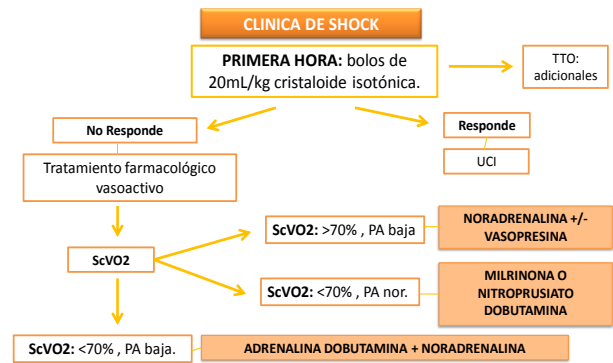 CLINICA DE SHOCK
PRIMERA HORA: bolos de
20mL/kg cristaloide isotónica.
TTO:
adicionales
No Responde
Responde
Tratamiento farmacológico
vasoactivo
UCI
ScVO2
ScVO2: >70% , PA baja
NORADRENALINA +/-
VASOPRESINA
ScVO2: <70% , PA nor.
MILRINONA O
NITROPRUSIATO
DOBUTAMINA
ScVO2: <70% , PA baja.
ADRENALINA DOBUTAMINA + NORADRENALINA